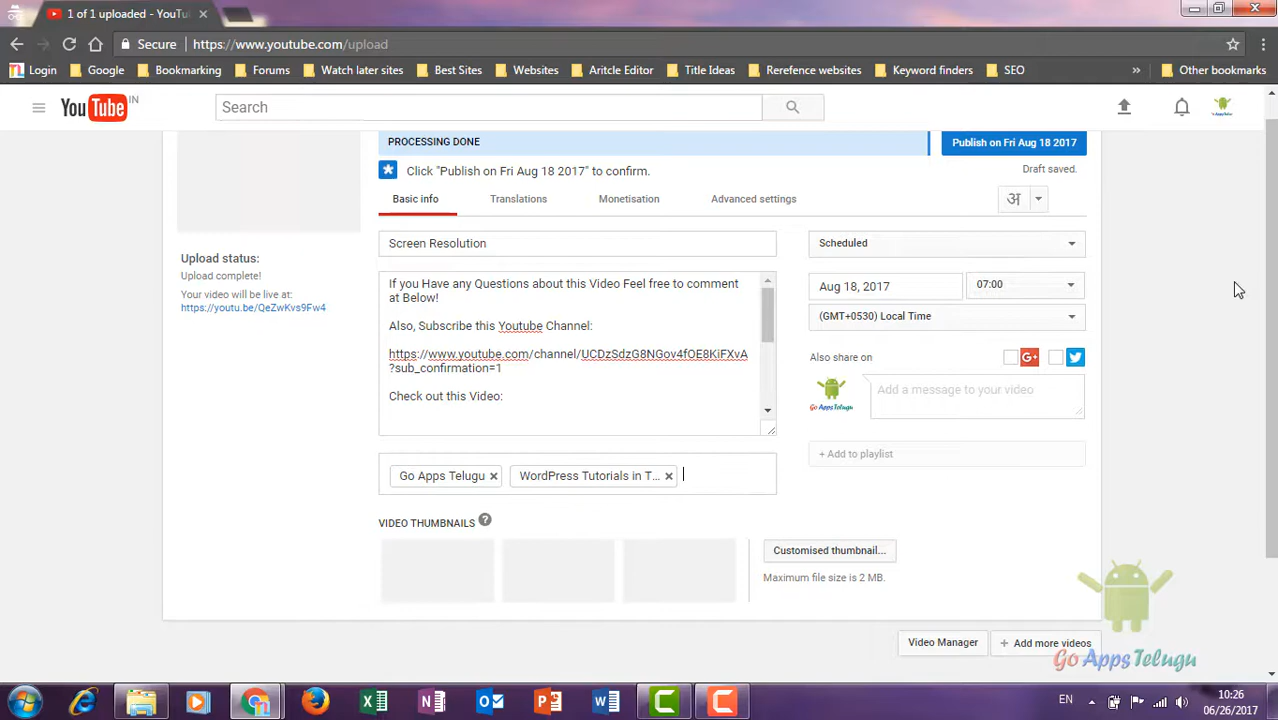 1 of 1 uploaded - YouTu
Secure https://www.youtube.com/upload
Login Google Bookmarking Forums Watch later sites Best Sites Websites Aritcle Editor Title Ideas Rerefence websites Keyword finders SEO » Other bookmarks
YouTube IN Search
PROCESSING DONE Publish on Fri Aug 18 2017
Click "Publish on Fri Aug 18 2017" to confirm. Draft saved.
Basic info Translations Monetisation Advanced settings अ
Screen Resolution Scheduled
Upload status:
Upload complete!
Your video will be live at:
https://youtu.be/QeZwKvs9Fw4
If you Have any Questions about this Video Feel free to comment
at Below!
Also, Subscribe this Youtube Channel:
https://www.youtube.com/channel/UCDzSdzG8NGov4fOE8KiFXvA
?sub_confirmation=1
Check out this Video:
Aug 18, 2017 07:00
(GMT+0530) Local Time
Also share on G+
Go Apps Telugu
Add a message to your video
+ Add to playlist
Go Apps Telugu × WordPress Tutorials in T... ×
VIDEO THUMBNAILS ?
Customised thumbnail...
Maximum file size is 2 MB.
Video Manager + Add more videos
Go Apps Telugu
EN 10:26
06/26/2017